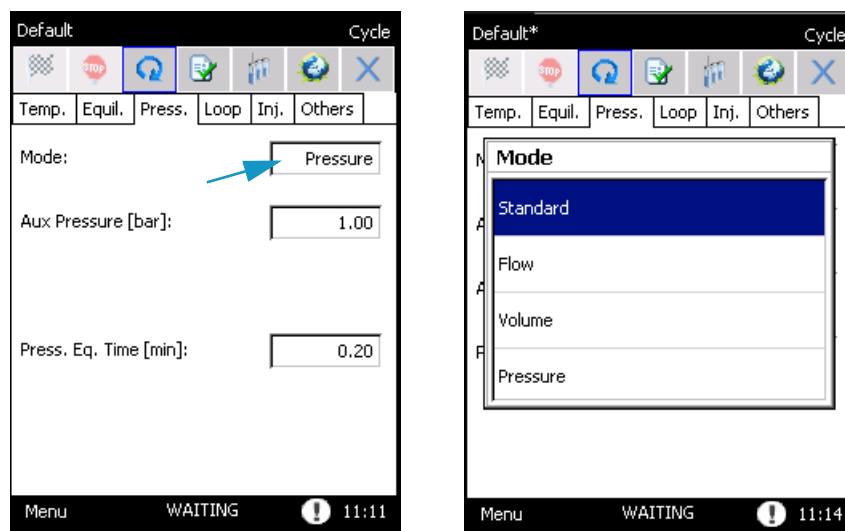 Default Cycle
STOP
Temp. Equil. Press. Loop Inj. Others
Mode: Pressure
Aux Pressure [bar]: 1.00
Press. Eq. Time [min]: 0.20
Menu WAITING 11:11
Default* Cycle
STOP
Temp. Equil. Press. Loop Inj. Others
M Mode
Standard
A
Flow
A
Volume
P
Pressure
Menu WAITING 11:14